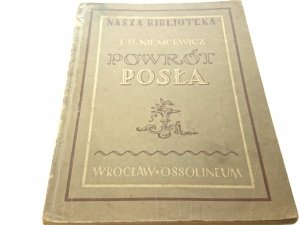 NASZA BIBLIOTEKA
J. U. NIEMCEWICZ
POWRÓT
POSŁA
WROCŁAW • OSSOLINEUM